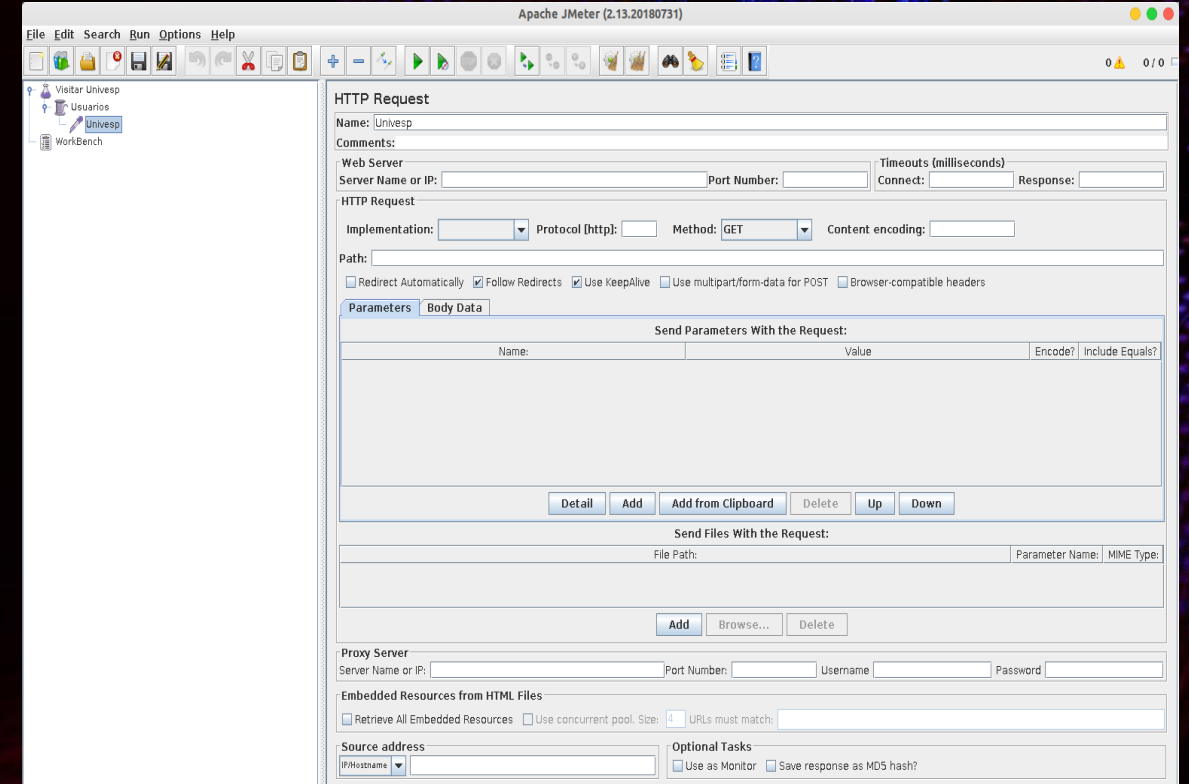 Apache JMeter (2.13.20180731)
File Edit Search Run Options Help
0 0 / 0
Visitar Univesp
Usuarios
Univesp
WorkBench
HTTP Request
Name: Univesp
Comments:
Web Server
Server Name or IP: Port Number:
Timeouts (milliseconds)
Connect: Response:
HTTP Request
Implementation: Protocol [http]: Method: GET Content encoding:
Path:
Redirect Automatically Follow Redirects Use KeepAlive Use multipart/form-data for POST Browser-compatible headers
Parameters Body Data
Send Parameters With the Request:
Name: Value Encode? Include Equals?
Detail Add Add from Clipboard Delete Up Down
Send Files With the Request:
File Path: Parameter Name: MIME Type:
Add Browse... Delete
Proxy Server
Server Name or IP: Port Number: Username Password
Embedded Resources from HTML Files
Retrieve All Embedded Resources Use concurrent pool. Size: 4 URLs must match:
Source address
IP/Hostname
Optional Tasks
Use as Monitor Save response as MD5 hash?